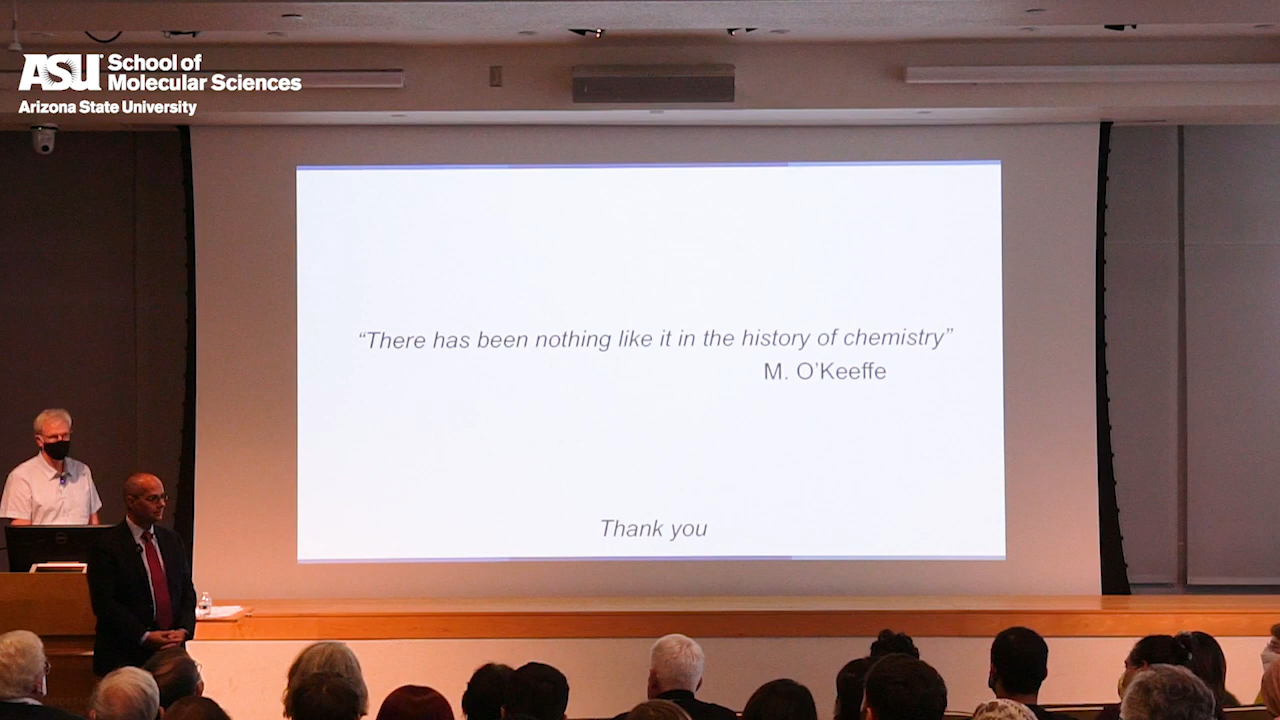 ASU School of
Molecular Sciences
Arizona State University
“There has been nothing like it in the history of chemistry”
M. O’Keeffe
Thank you